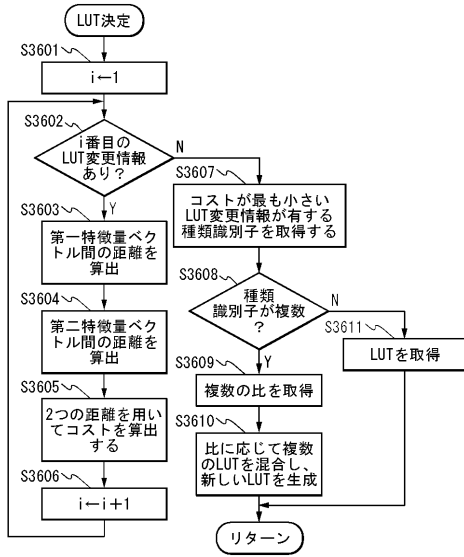 LUT決定
S3601
i←1
S3602
i番目の
LUT変更情報
あり？
N
Y
S3603
第一特徴量ベク
トル間の距離を
算出
S3604
第二特徴量ベク
トル間の距離を
算出
S3605
2つの距離を用い
てコストを算出
する
S3606
i←i+1
S3607
コストが最も小さい
LUT変更情報が有する
種類識別子を取得する
S3608
種類
識別子が複数
？
N
Y
S3611
LUTを取得
S3609
複数の比を取得
S3610
比に応じて複数
のLUTを混合し、
新しいLUTを生成
リターン